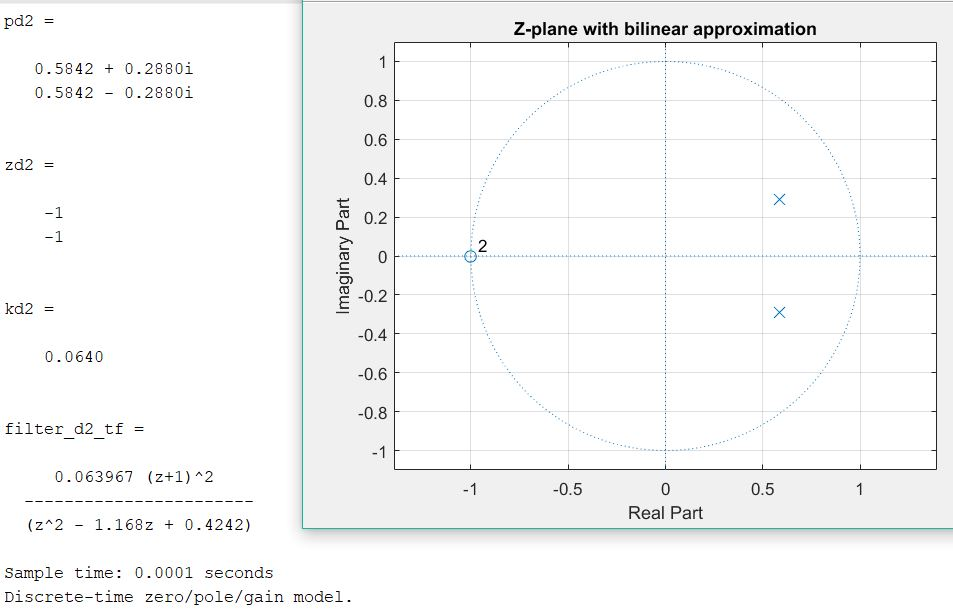 pd2 =
0.5842 + 0.2880i
0.5842 - 0.2880i
zd2 =
-1
-1
kd2 =
0.0640
filter_d2_tf =
0.063967 (z+1)^2
-----------------------
(z^2 - 1.168z + 0.4242)
Sample time: 0.0001 seconds
Discrete-time zero/pole/gain model.
Z-plane with bilinear approximation
Imaginary Part
1
0.8
0.6
0.4
0.2
0
-0.2
-0.4
-0.6
-0.8
-1
2
-1 -0.5 0 0.5 1
Real Part